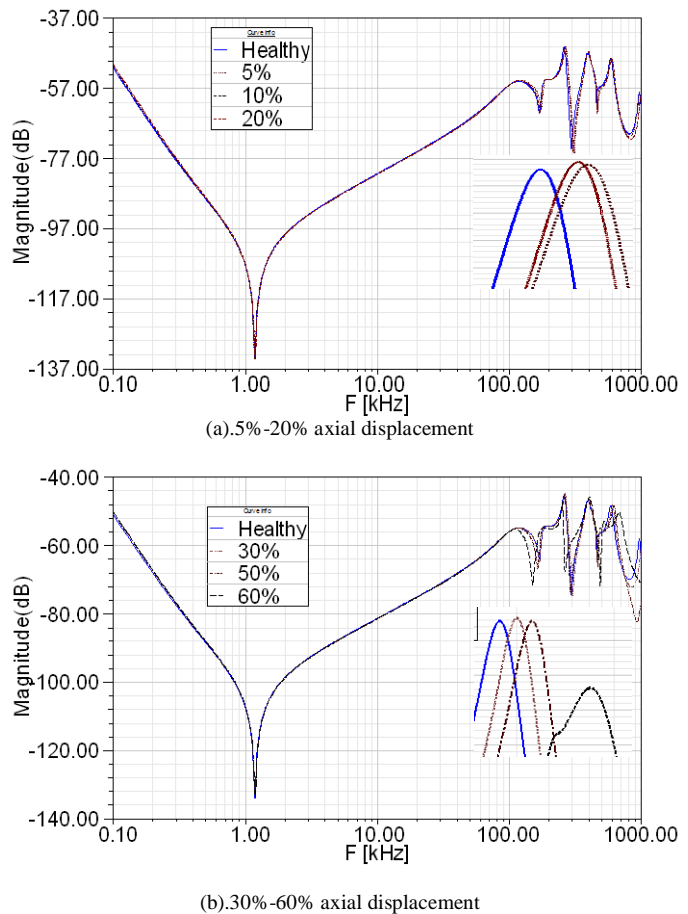 -37.00
Curve Info
Healthy
5%
10%
20%
-57.00
-77.00
-97.00
-117.00
-137.00
Magnitude(dB)
0.10
1.00
10.00
100.00
1000.00
F [kHz]
(a).5%-20% axial displacement
-40.00
Curve Info
Healthy
30%
50%
60%
-60.00
-80.00
-100.00
-120.00
-140.00
Magnitude(dB)
0.10
1.00
10.00
100.00
1000.00
F [kHz]
(b).30%-60% axial displacement